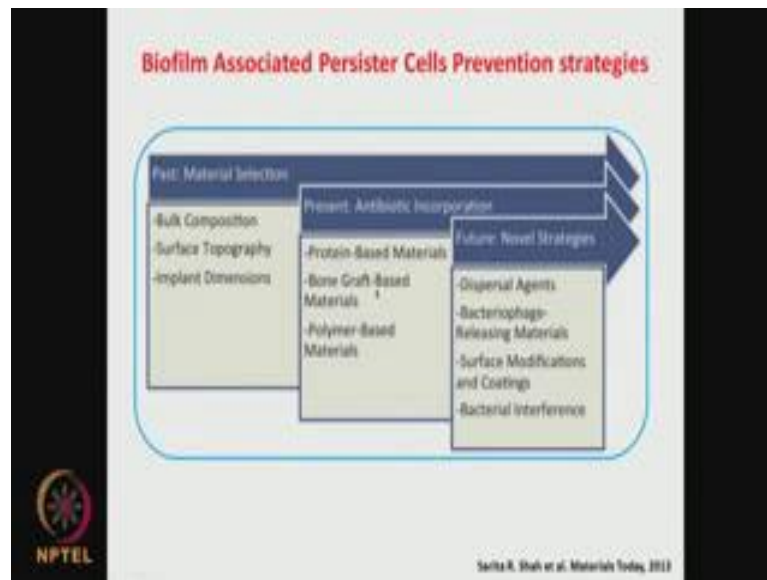 Biofilm Associated Persister Cells Prevention strategies
Past: Material Selection
-Bulk Composition
-Surface Topography
-Implant Dimensions
Present: Antibiotic Incorporation
-Protein-Based Materials
-Bone Graft-Based
Materials
-Polymer-Based
Materials
Future: Novel Strategies
-Dispersal Agents
-Bacteriophage-
Releasing Materials
-Surface Modifications
and Coatings
-Bacterial Interference
NPTEL
Sarita R. Shah et al. Materials Today, 2013